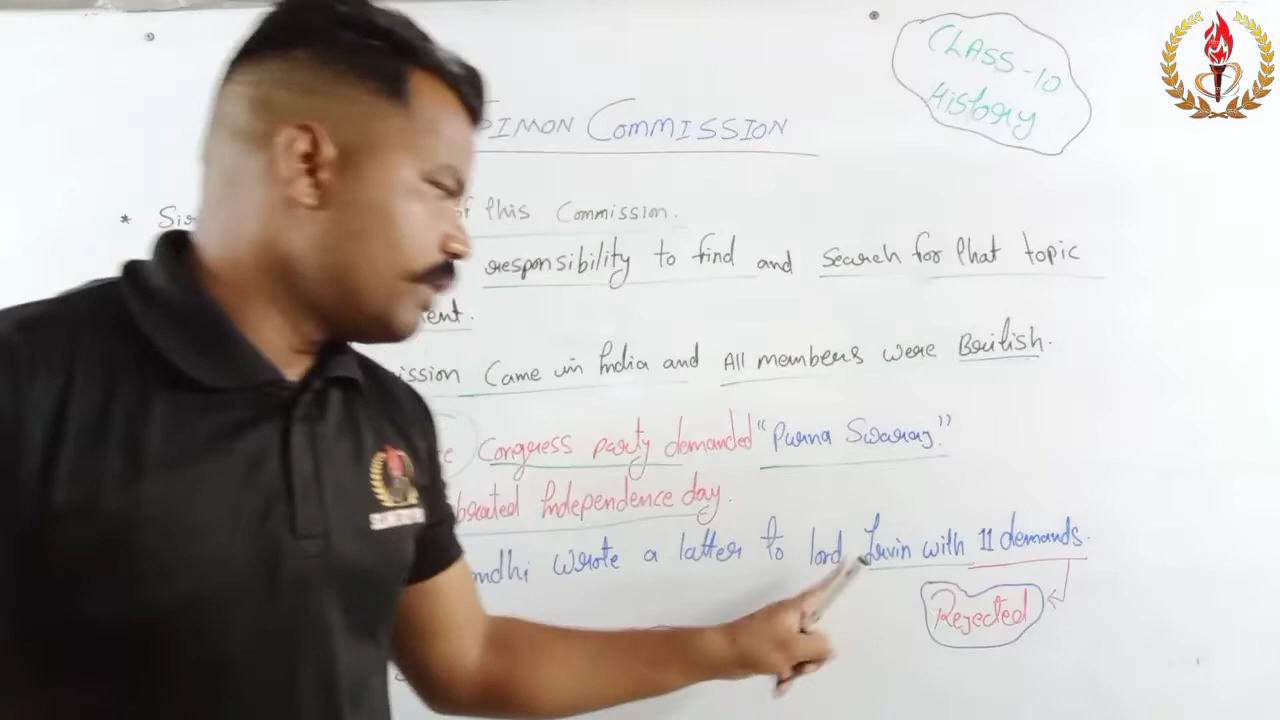 CLASS-10
History
SIMON COMMISSION
* Sir of this Commission.
responsibility to find and Search for that topic
ent.
ission Came in India and All members were British.
Congress party demanded "Purna Swaraj."
brated Independence day.
ndhi wrote a latter to lord Irvin with 11 demands.
Rejected